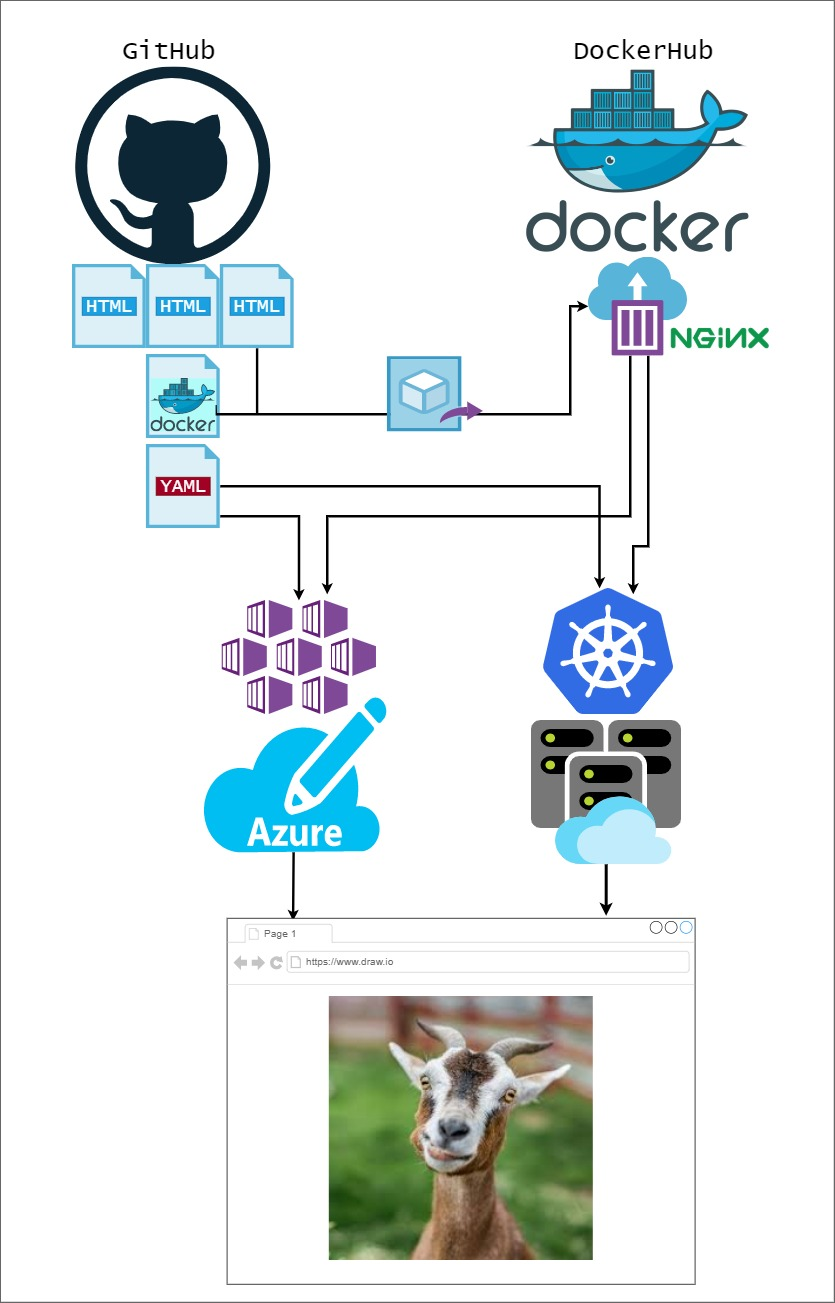 GitHub
DockerHub
docker
HTML
HTML
HTML
NGINX
docker
YAML
Azure
Page 1
https://www.draw.io